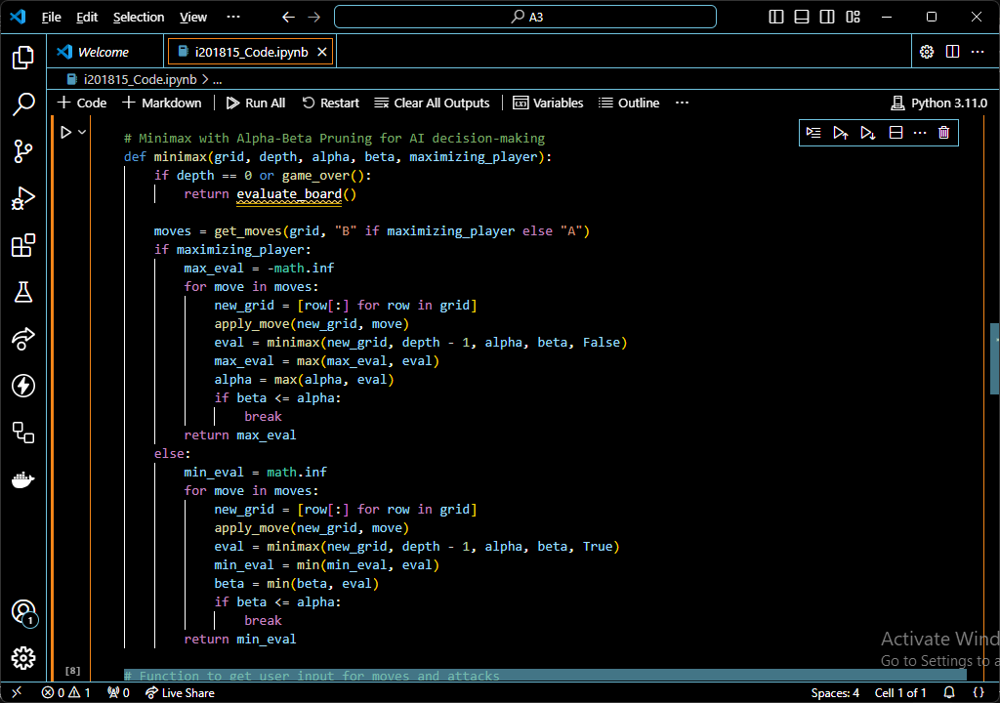 File Edit Selection View ··· A3
Welcome i201815_Code.ipynb
i201815_Code.ipynb > ...
+ Code + Markdown Run All Restart Clear All Outputs Variables Outline ··· Python 3.11.0
# Minimax with Alpha-Beta Pruning for AI decision-making
def minimax(grid, depth, alpha, beta, maximizing_player):
    if depth == 0 or game_over():
        return evaluate_board()
    moves = get_moves(grid, "B" if maximizing_player else "A")
    if maximizing_player:
        max_eval = -math.inf
        for move in moves:
            new_grid = [row[:] for row in grid]
            apply_move(new_grid, move)
            eval = minimax(new_grid, depth - 1, alpha, beta, False)
            max_eval = max(max_eval, eval)
            alpha = max(alpha, eval)
            if beta <= alpha:
                break
        return max_eval
    else:
        min_eval = math.inf
        for move in moves:
            new_grid = [row[:] for row in grid]
            apply_move(new_grid, move)
            eval = minimax(new_grid, depth - 1, alpha, beta, True)
            min_eval = min(min_eval, eval)
            beta = min(beta, eval)
            if beta <= alpha:
                break
        return min_eval
Activate Wind
Go to Settings to a
1
[8]
# Function to get user input for moves and attacks
0 1 0 Live Share Spaces: 4 Cell 1 of 1 {}